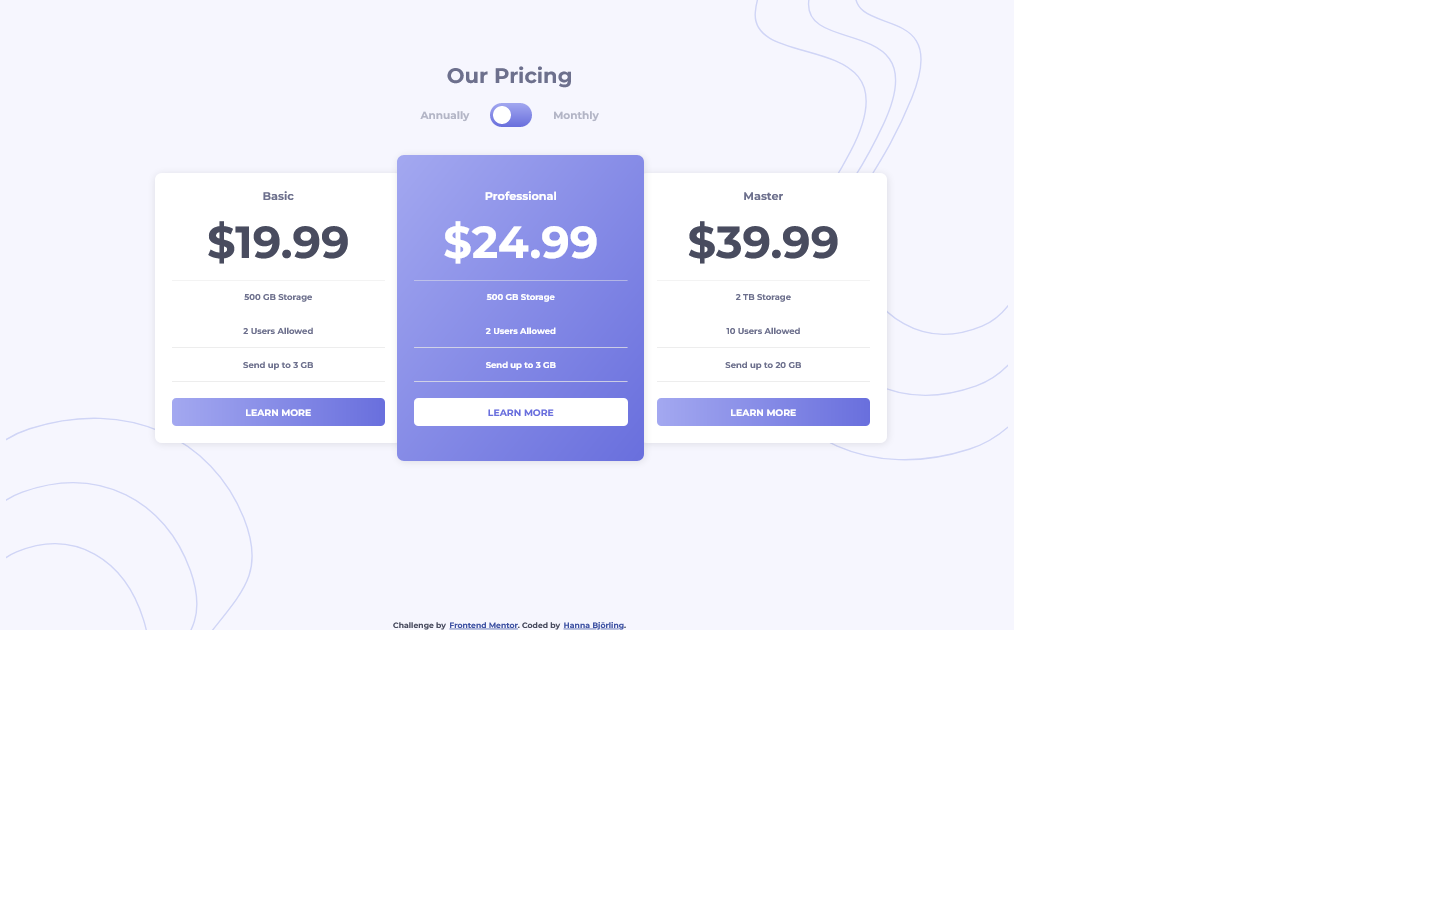 Our Pricing
Annually
Monthly
Basic
$19.99
500 GB Storage
2 Users Allowed
Send up to 3 GB
LEARN MORE
Professional
$24.99
500 GB Storage
2 Users Allowed
Send up to 3 GB
LEARN MORE
Master
$39.99
2 TB Storage
10 Users Allowed
Send up to 20 GB
LEARN MORE
Challenge by Frontend Mentor. Coded by Hanna Björling.